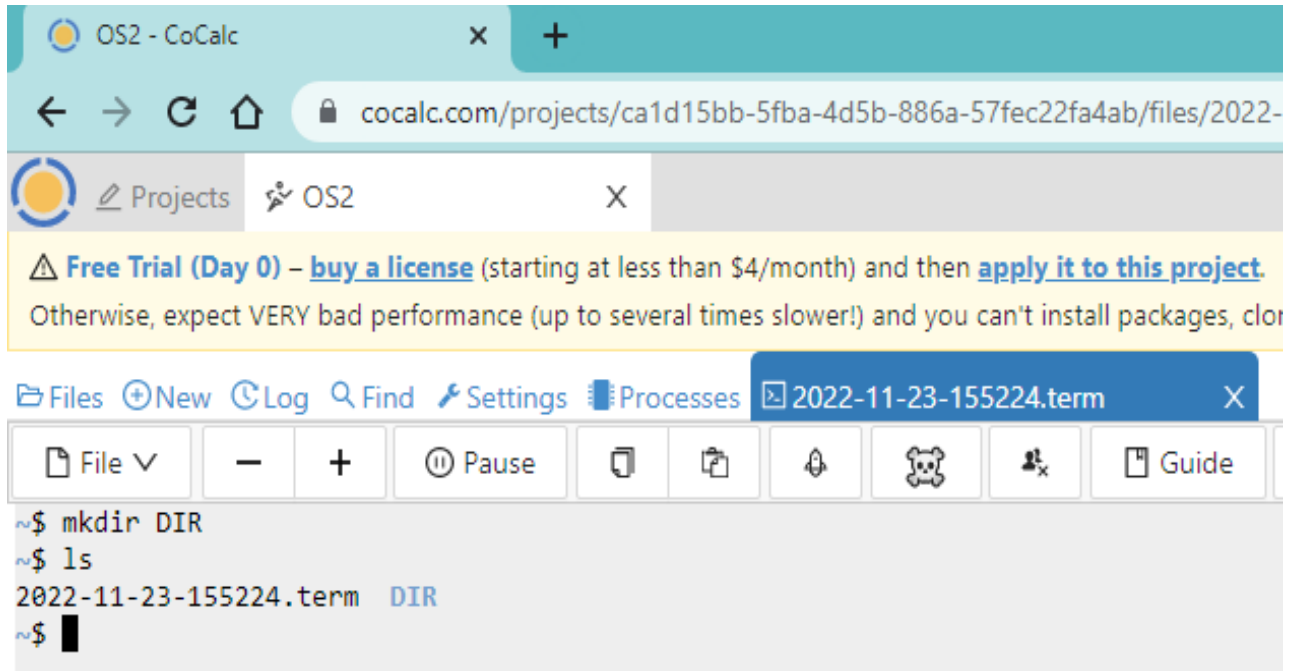 OS2 - CoCalc
cocalc.com/projects/ca1d15bb-5fba-4d5b-886a-57fec22fa4ab/files/2022-
Projects OS2 X
Free Trial (Day 0) – buy a license (starting at less than $4/month) and then apply it to this project.
Otherwise, expect VERY bad performance (up to several times slower!) and you can't install packages,
Files New Log Find Settings Processes 2022-11-23-155224.term X
File Pause Guide
~$ mkdir DIR
~$ ls
2022-11-23-155224.term DIR
~$